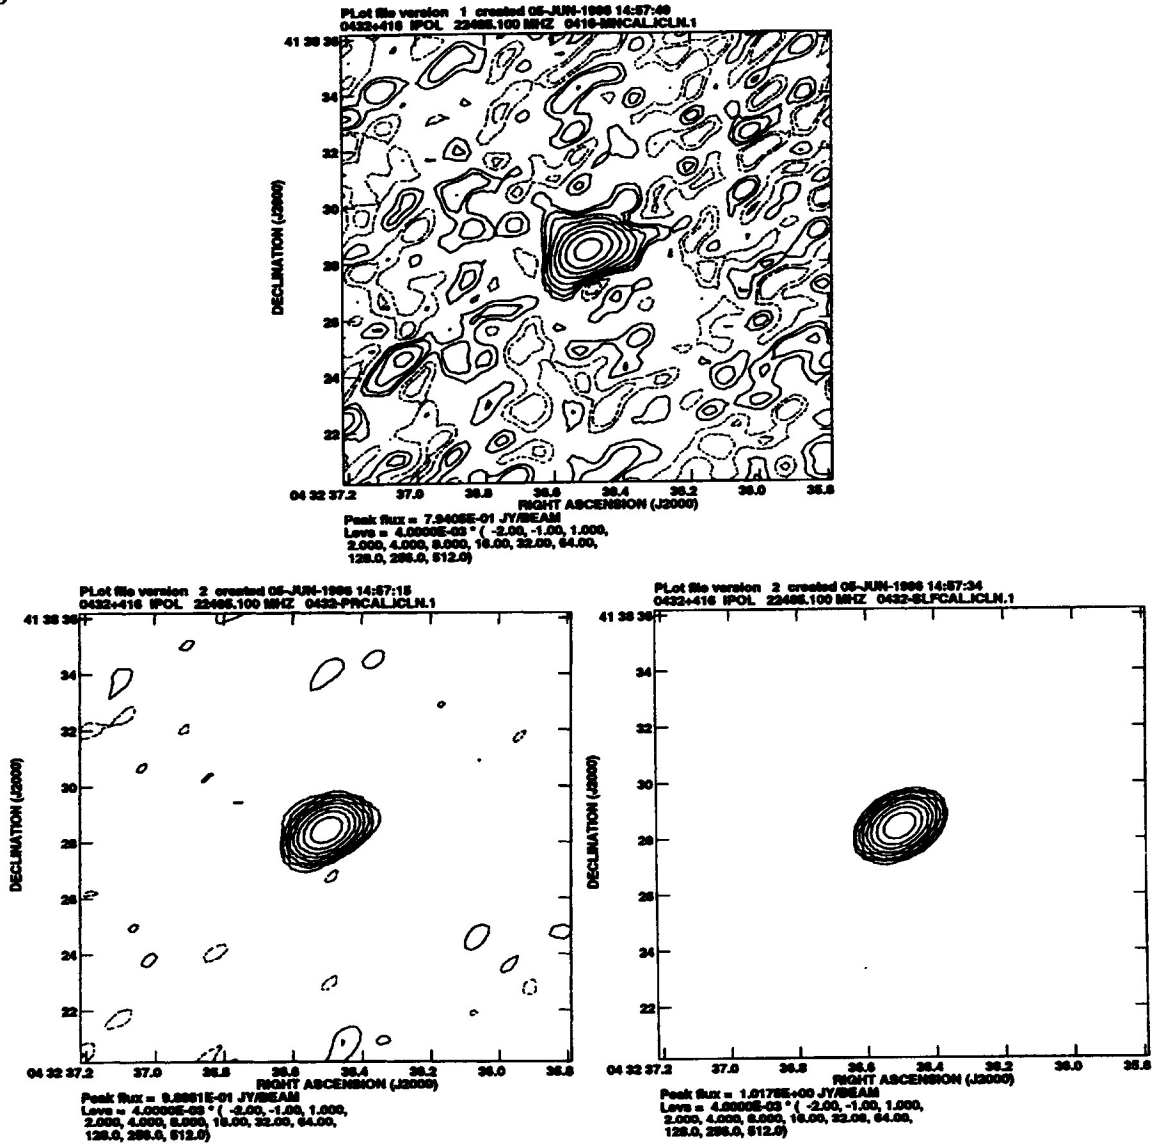 PLot file version 1 created 05-JUN-1996 14:57:49
0432+416 IPOL 22485.100 MHZ 0416-MNCAL.ICLN.1
41 38 36
34
32
30
28
26
24
22
DECLINATION (J2000)
04 32 37.2 37.0 36.8 36.6 36.4 36.2 36.0 35.8
RIGHT ASCENSION (J2000)
Peak flux = 7.9405E-01 JY/BEAM
Levs = 4.0000E-03 * ( -2.00, -1.00, 1.000,
2.000, 4.000, 8.000, 16.00, 32.00, 64.00,
128.0, 256.0, 512.0)
PLot file version 2 created 05-JUN-1996 14:57:15
0432+416 IPOL 22485.100 MHZ 0432-PRCAL.ICLN.1
41 38 36
34
32
30
28
26
24
22
DECLINATION (J2000)
04 32 37.2 37.0 36.8 36.6 36.4 36.2 36.0 35.8
RIGHT ASCENSION (J2000)
Peak flux = JY/BEAM
Levs = 4.0000E-03 * ( -2.00, -1.00, 1.000,
2.000, 4.000, 8.000, 16.00, 32.00, 64.00,
128.0, 256.0, 512.0)
PLot file version 2 created 05-JUN-1996 14:57:34
0432+416 IPOL 22485.100 MHZ 0432-SLFCAL.ICLN.1
41 38 36
34
32
30
28
26
24
22
DECLINATION (J2000)
04 32 37.2 37.0 36.8 36.6 36.4 36.2 36.0 35.8
RIGHT ASCENSION (J2000)
Peak flux = 1.0175E+00 JY/BEAM
Levs = 4.0000E-03 * ( -2.00, -1.00, 1.000,
2.000, 4.000, 8.000, 16.00, 32.00, 64.00,
128.0, 256.0, 512.0)